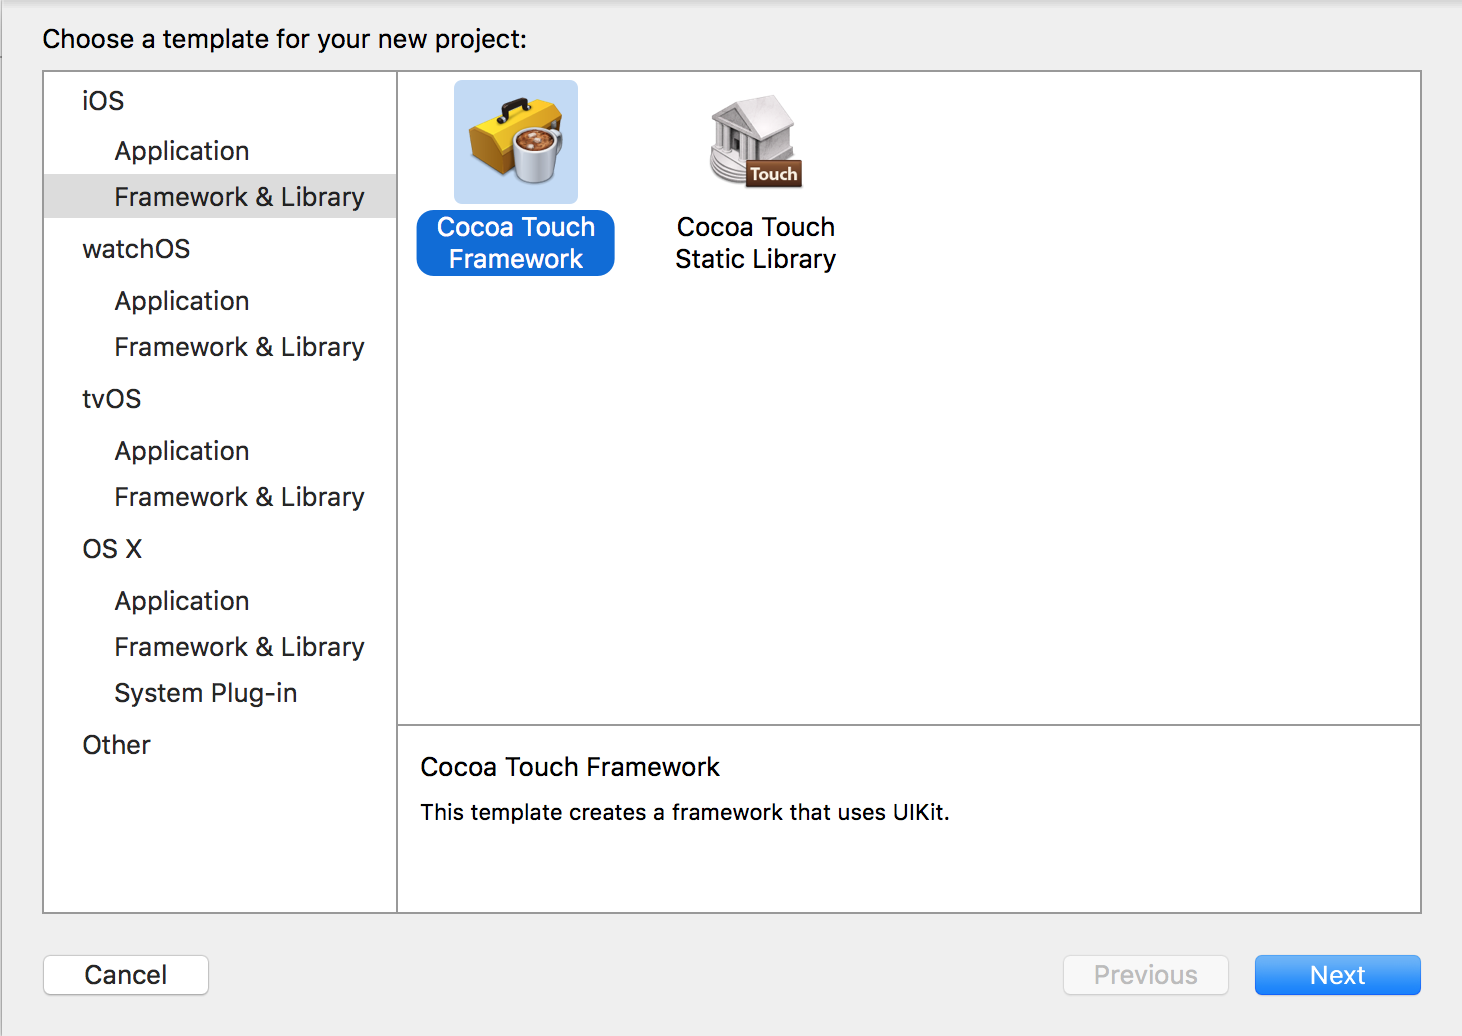 Choose a template for your new project:
iOS
Application
Framework & Library
watchOS
Application
Framework & Library
tvOS
Application
Framework & Library
OS X
Application
Framework & Library
System Plug-in
Other
Touch
Cocoa Touch
Framework
Cocoa Touch
Static Library
Cocoa Touch Framework
This template creates a framework that uses UIKit.
Cancel
Previous
Next